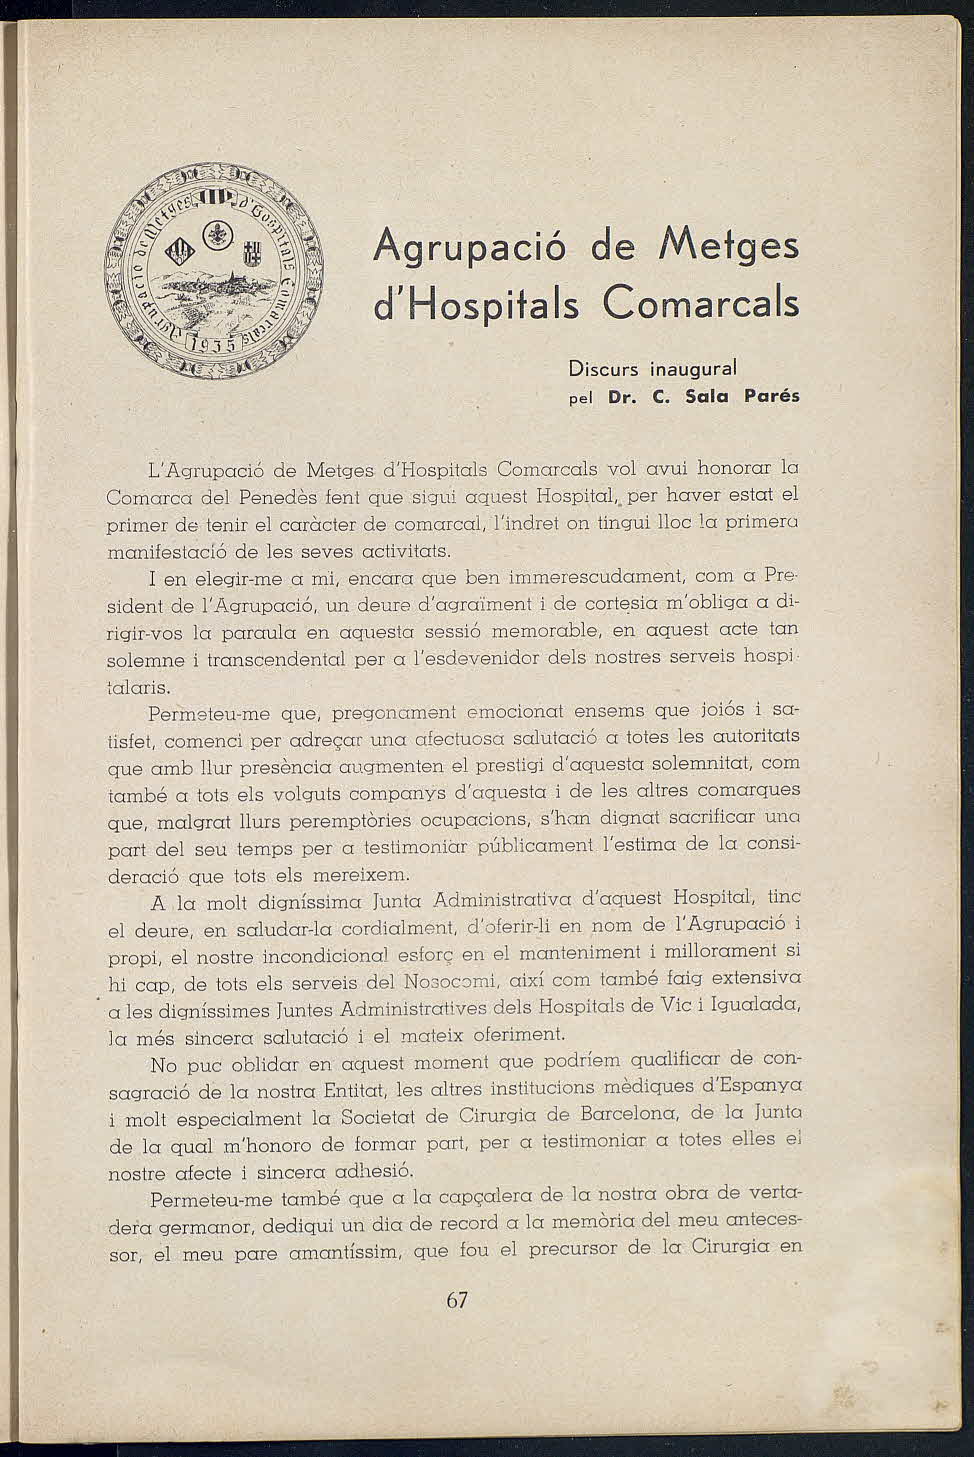 Agrupació de Metges d'Hospitals Comarcals
1935
Agrupació de Metges
d'Hospitals Comarcals
Discurs inaugural
pel Dr. C. Sala Parés
L'Agrupació de Metges d'Hospitals Comarcals vol avui honorar la
Comarca del Penedès fent que sigui aquest Hospital, per haver estat el
primer de tenir el caràcter de comarcal, l'indret on tingui lloc la primera
manifestació de les seves activitats.
I en elegir-me a mi, encara que ben immerescudament, com a Pre-
sident de l'Agrupació, un deure d'agraïment i de cortesia m'obliga a di-
rigir-vos la paraula en aquesta sessió memorable, en aquest acte tan
solemne i transcendental per a l'esdevenidor dels nostres serveis hospi-
talaris.
Permeteu-me que, pregonament emocionat ensems que joiós i sa-
tisfet, comenci per adreçar una afectuosa salutació a totes les autoritats
que amb llur presència augmenten el prestigi d'aquesta solemnitat, com
també a tots els volguts companys d'aquesta i de les altres comarques
que, malgrat llurs peremptòries ocupacions, s'han dignat sacrificar una
part del seu temps per a testimoniar públicament l'estima de la consi-
deració que tots els mereixem.
A la molt digníssima Junta Administrativa d'aquest Hospital, tinc
el deure, en saludar-la cordialment, d'oferir-li en nom de l'Agrupació i
propi, el nostre incondicional esforç en el manteniment i millorament si
hi cap, de tots els serveis del Nosocomi, així com també faig extensiva
a les digníssimes Juntes Administratives dels Hospitals de Vic i Igualada,
la més sincera salutació i el mateix oferiment.
No puc oblidar en aquest moment que podríem qualificar de con-
sagració de la nostra Entitat, les altres institucions mèdiques d'Espanya
i molt especialment la Societat de Cirurgia de Barcelona, de la Junta
de la qual m'honoro de formar part, per a testimoniar a totes elles el
nostre afecte i sincera adhesió.
Permeteu-me també que a la capçalera de la nostra obra de verta-
dera germanor, dediqui un dia de record a la memòria del meu anteces-
sor, el meu pare amantíssim, que fou el precursor de la Cirurgia en
67